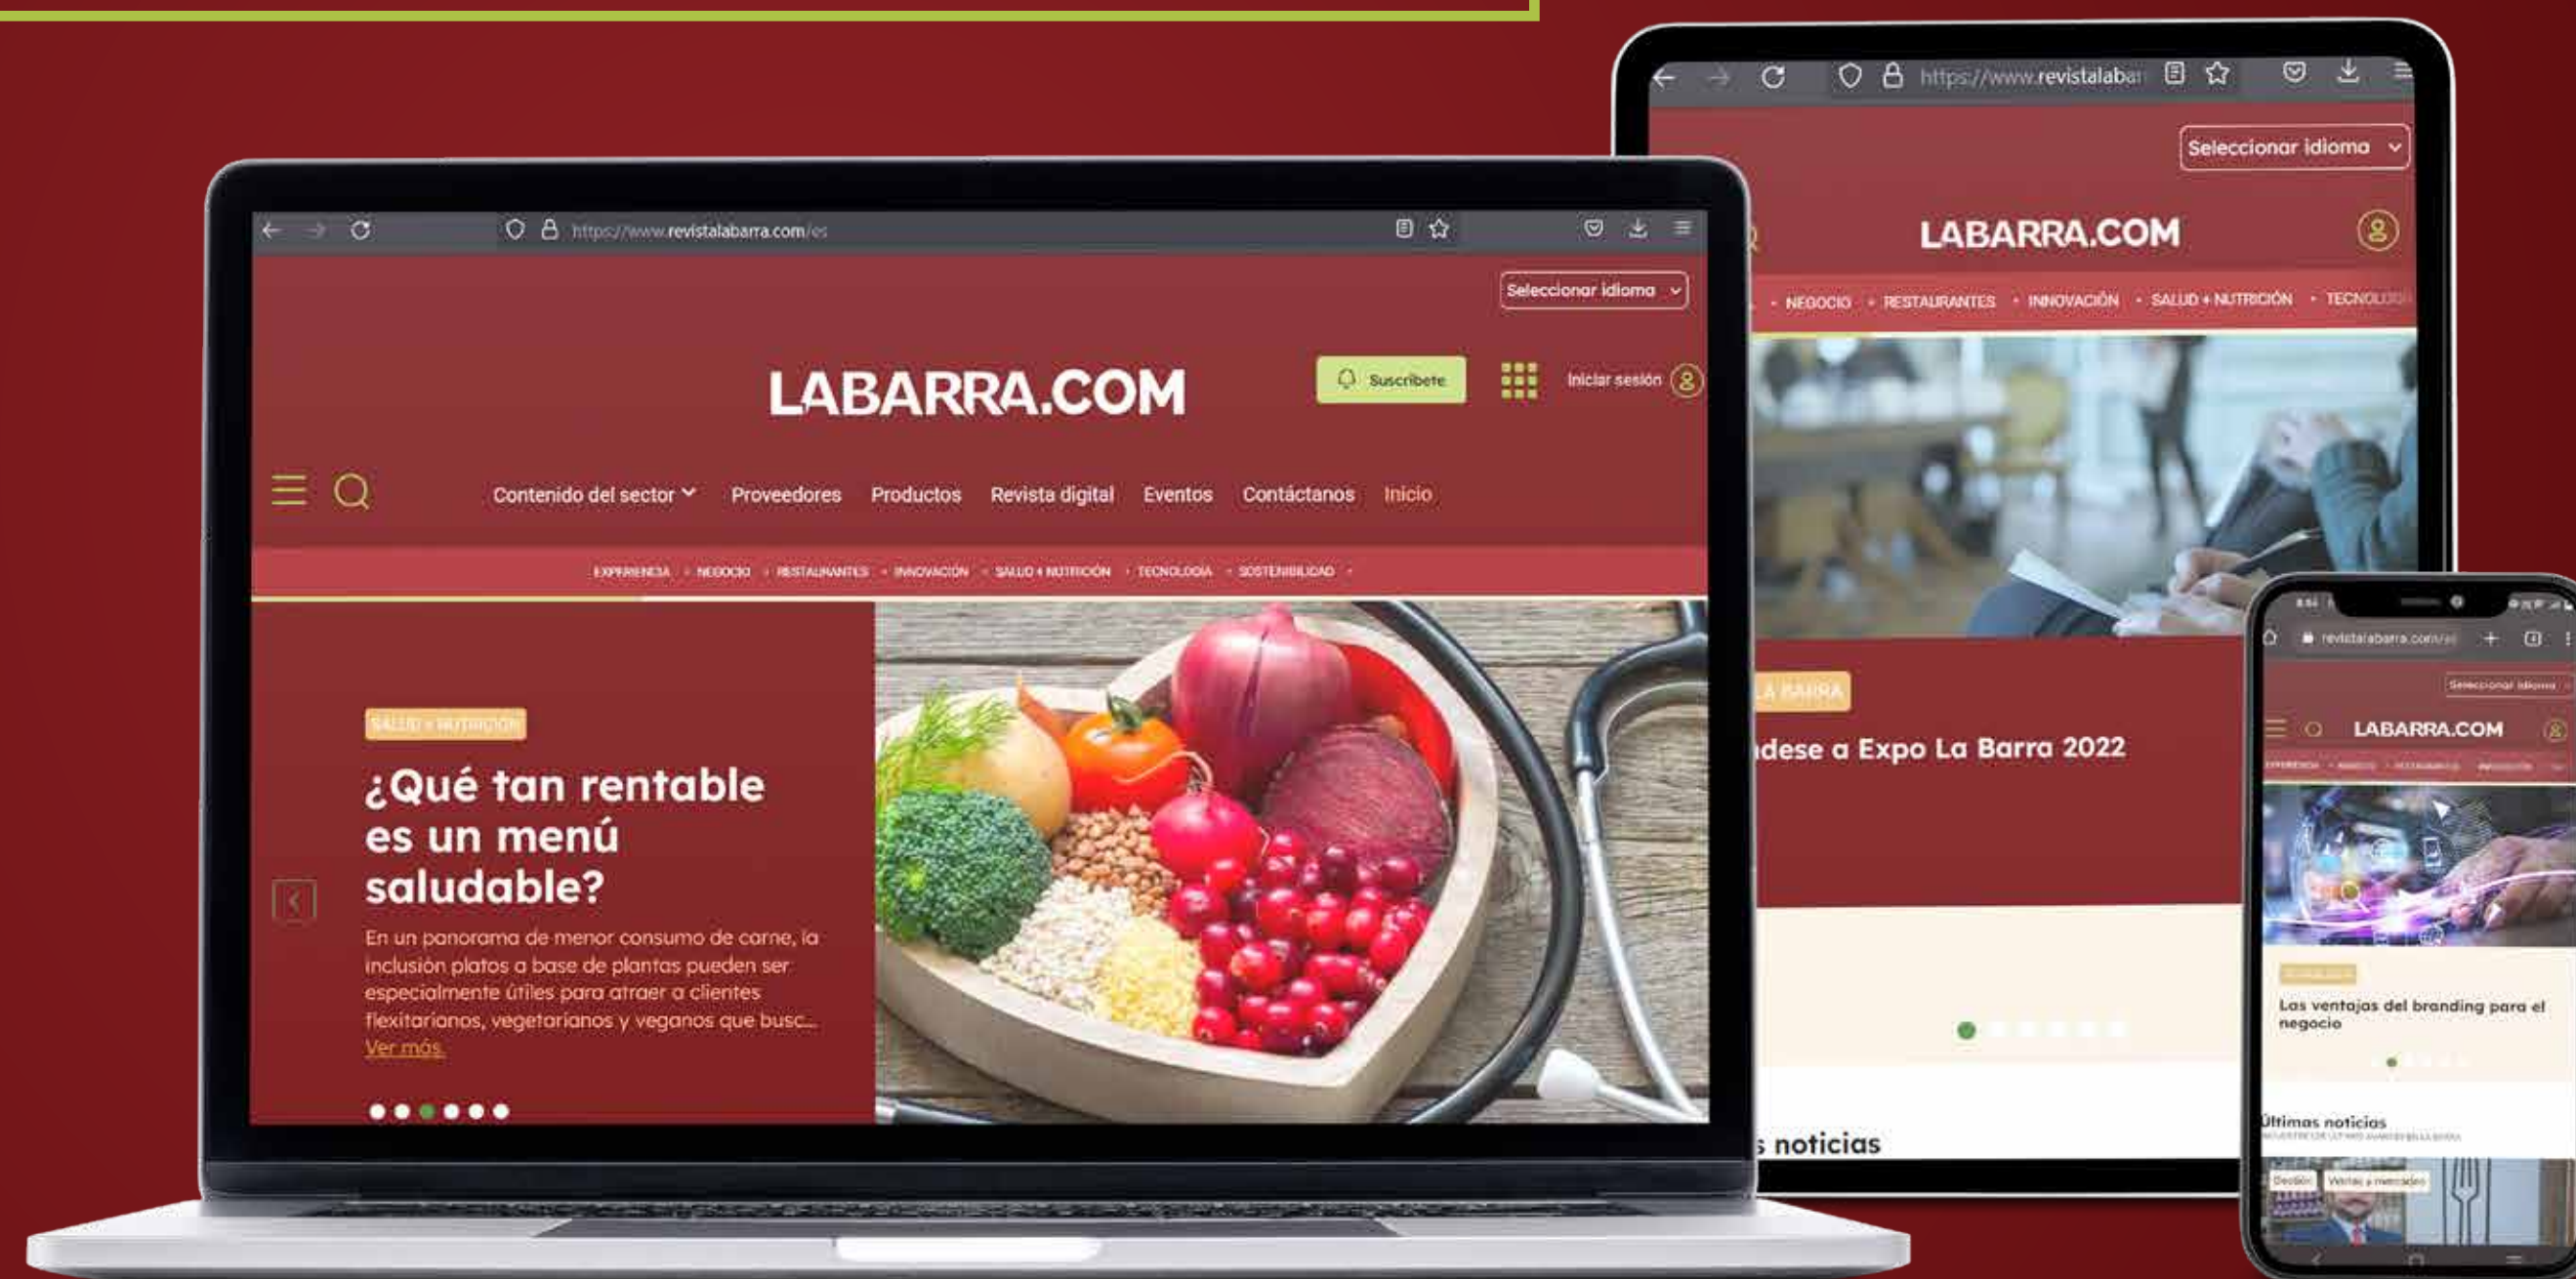 https://www.revistalabarra.com/es
Seleccionar idioma
LABARRA.COM
Suscríbete
Iniciar sesión
Contenido del sector
Proveedores
Productos
Revista digital
Eventos
Contáctanos
Inicio
EXPERIENCIA • NEGOCIO • RESTAURANTES • INNOVACIÓN • SALUD + NUTRICIÓN • TECNOLOGÍA • SOSTENIBILIDAD •
SALUD + NUTRICIÓN
¿Qué tan rentable
es un menú
saludable?
En un panorama de menor consumo de carne, la
inclusión platos a base de plantas pueden ser
especialmente útiles para atraer a clientes
flexitarianos, vegetarianos y veganos que busc...
Ver más.
https://www.revistalabar
Seleccionar idioma
LABARRA.COM
• NEGOCIO • RESTAURANTES • INNOVACIÓN • SALUD + NUTRICIÓN • TECNOLOGÍA
LA BARRA
ndese a Expo La Barra 2022
s noticias
revistalabarra.com/es
Seleccionar idioma
LABARRA.COM
Las ventajas del branding para el
negocio
Últimas noticias
Gestión
Ventas y mercadeo